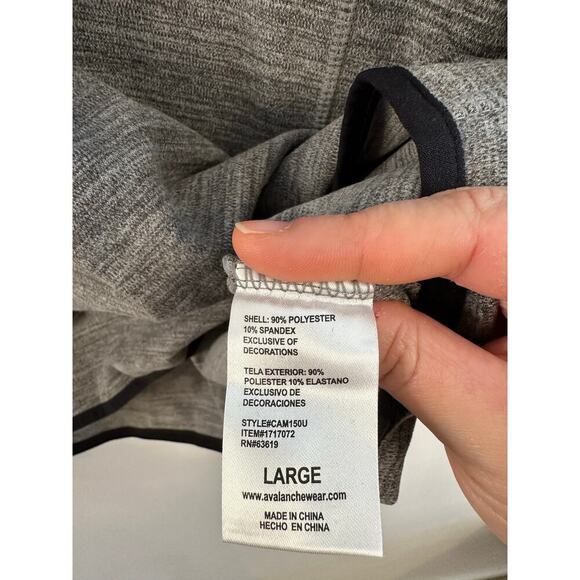 SHELL: 90% POLYESTER
10% SPANDEX
EXCLUSIVE OF
DECORATIONS
TELA EXTERIOR: 90%
POLIESTER 10% ELASTANO
EXCLUSIVO DE
DECORACIONES
STYLE#CAM150U
ITEM#1717072
RN#63619
LARGE
www.avalanchewear.com
MADE IN CHINA
HECHO EN CHINA